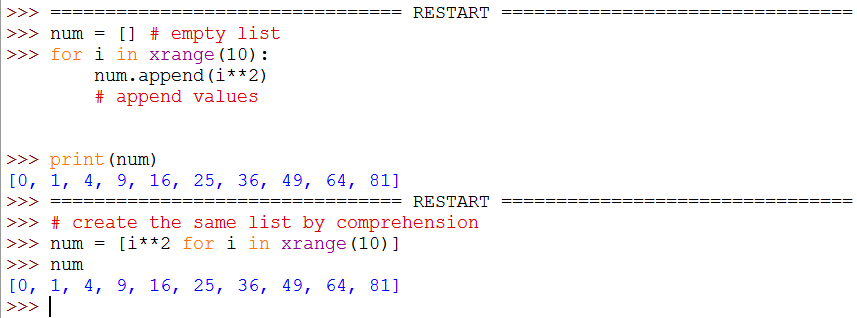 >>> ================================ RESTART ================================
>>> num = [] # empty list
>>> for i in xrange(10):
        num.append(i**2)
        # append values
>>> print(num)
[0, 1, 4, 9, 16, 25, 36, 49, 64, 81]
>>> ================================ RESTART ================================
>>> # create the same list by comprehension
>>> num = [i**2 for i in xrange(10)]
>>> num
[0, 1, 4, 9, 16, 25, 36, 49, 64, 81]
>>>